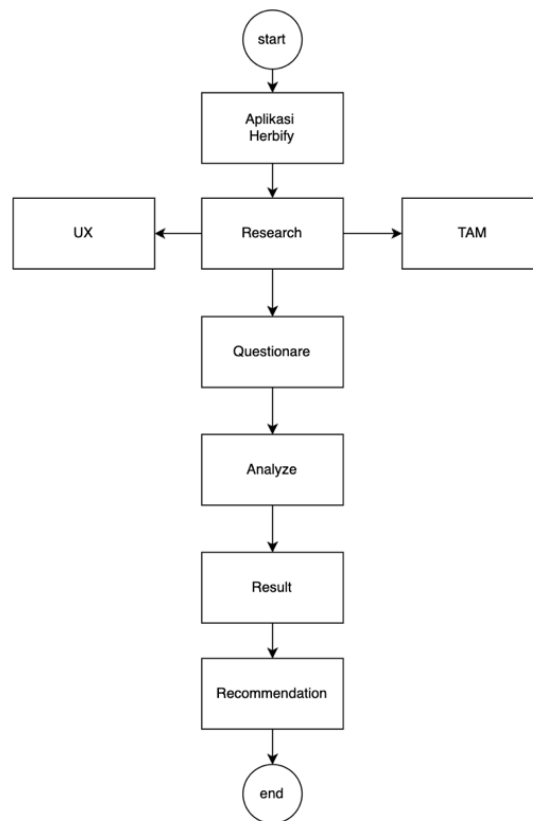 start
Aplikasi
Herbify
UX
Research
TAM
Questionare
Analyze
Result
Recommendation
end